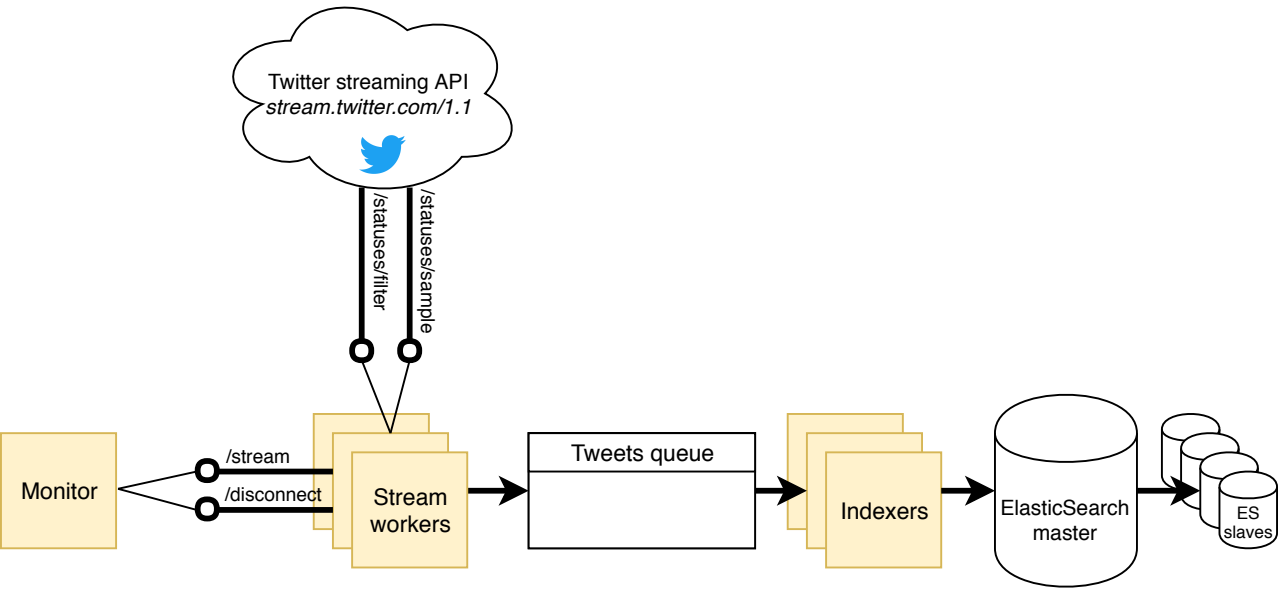 Twitter streaming API
stream.twitter.com/1.1
/statuses/filter
/statuses/sample
Monitor
/stream
/disconnect
Stream
workers
Tweets queue
Indexers
ElasticSearch
master
ES
slaves